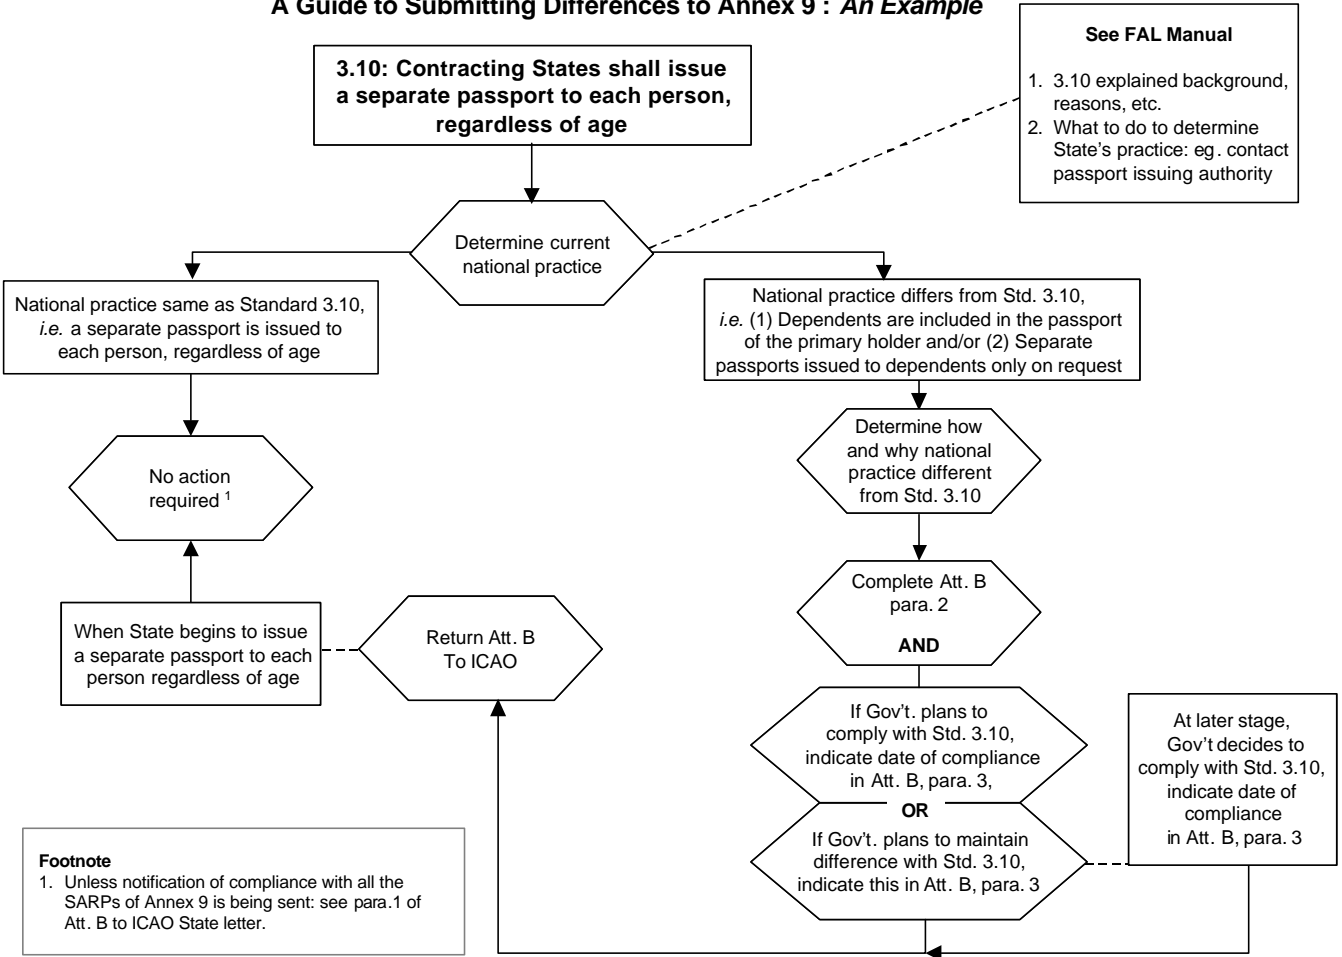 A Guide to Submitting Differences to Annex 9 : An Example
3.10: Contracting States shall issue
a separate passport to each person,
regardless of age
See FAL Manual
1. 3.10 explained background,
reasons, etc.
2. What to do to determine
State's practice: eg. contact
passport issuing authority
Determine current
national practice
National practice same as Standard 3.10,
i.e. a separate passport is issued to
each person, regardless of age
National practice differs from Std. 3.10,
i.e. (1) Dependents are included in the passport
of the primary holder and/or (2) Separate
passports issued to dependents only on request
No action
required 1
Determine how
and why national
practice different
from Std. 3.10
Complete Att. B
para. 2
AND
When State begins to issue
a separate passport to each
person regardless of age
Return Att. B
To ICAO
If Gov't. plans to
comply with Std. 3.10,
indicate date of compliance
in Att. B, para. 3,
OR
If Gov't. plans to maintain
difference with Std. 3.10,
indicate this in Att. B, para. 3
At later stage,
Gov't decides to
comply with Std. 3.10,
indicate date of
compliance
in Att. B, para. 3
Footnote
1. Unless notification of compliance with all the
SARPs of Annex 9 is being sent: see para.1 of
Att. B to ICAO State letter.